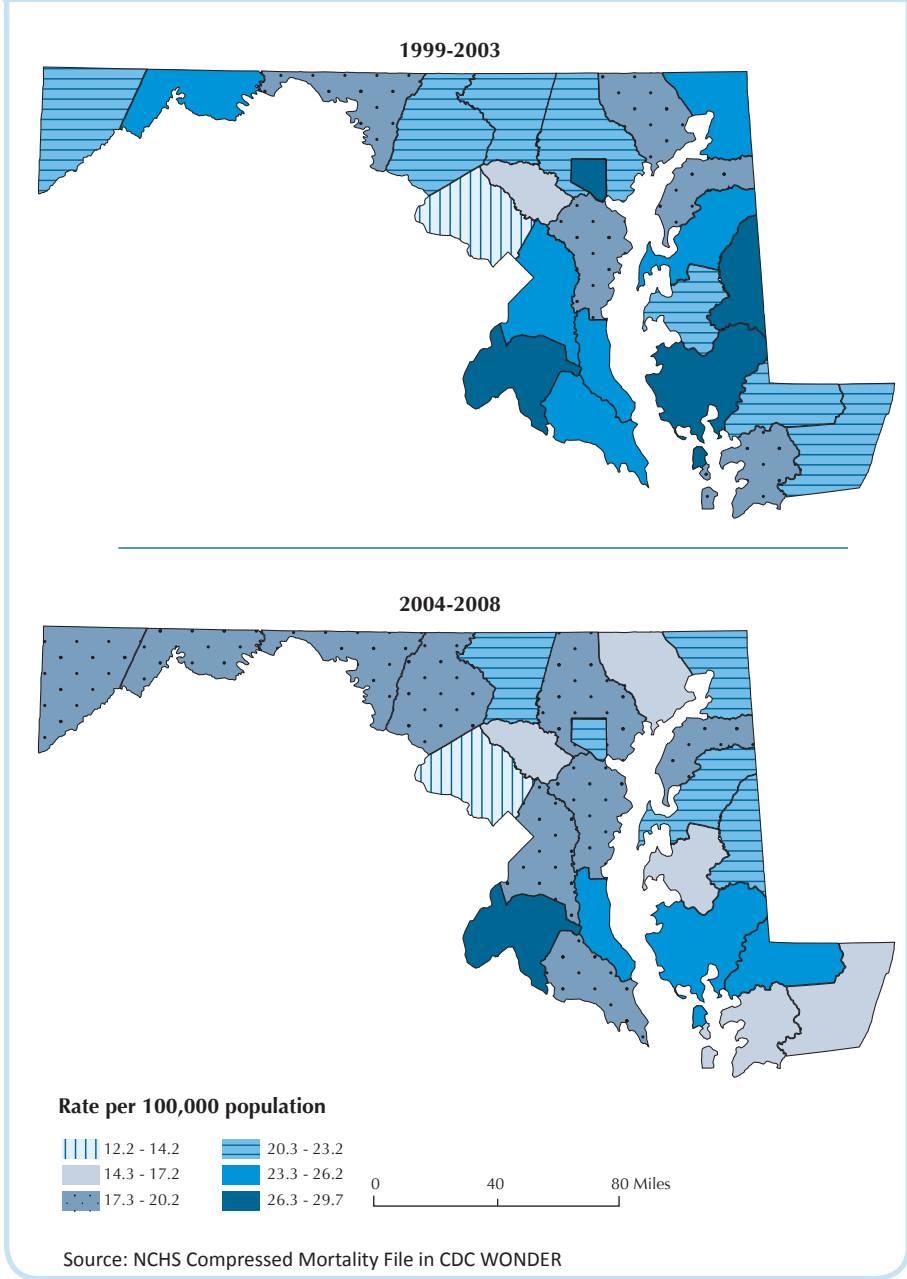 1999-2003
2004-2008
Rate per 100,000 population
12.2 - 14.2
14.3 - 17.2
17.3 - 20.2
20.3 - 23.2
23.3 - 26.2
26.3 - 29.7
0 40 80 Miles
Source: NCHS Compressed Mortality File in CDC WONDER